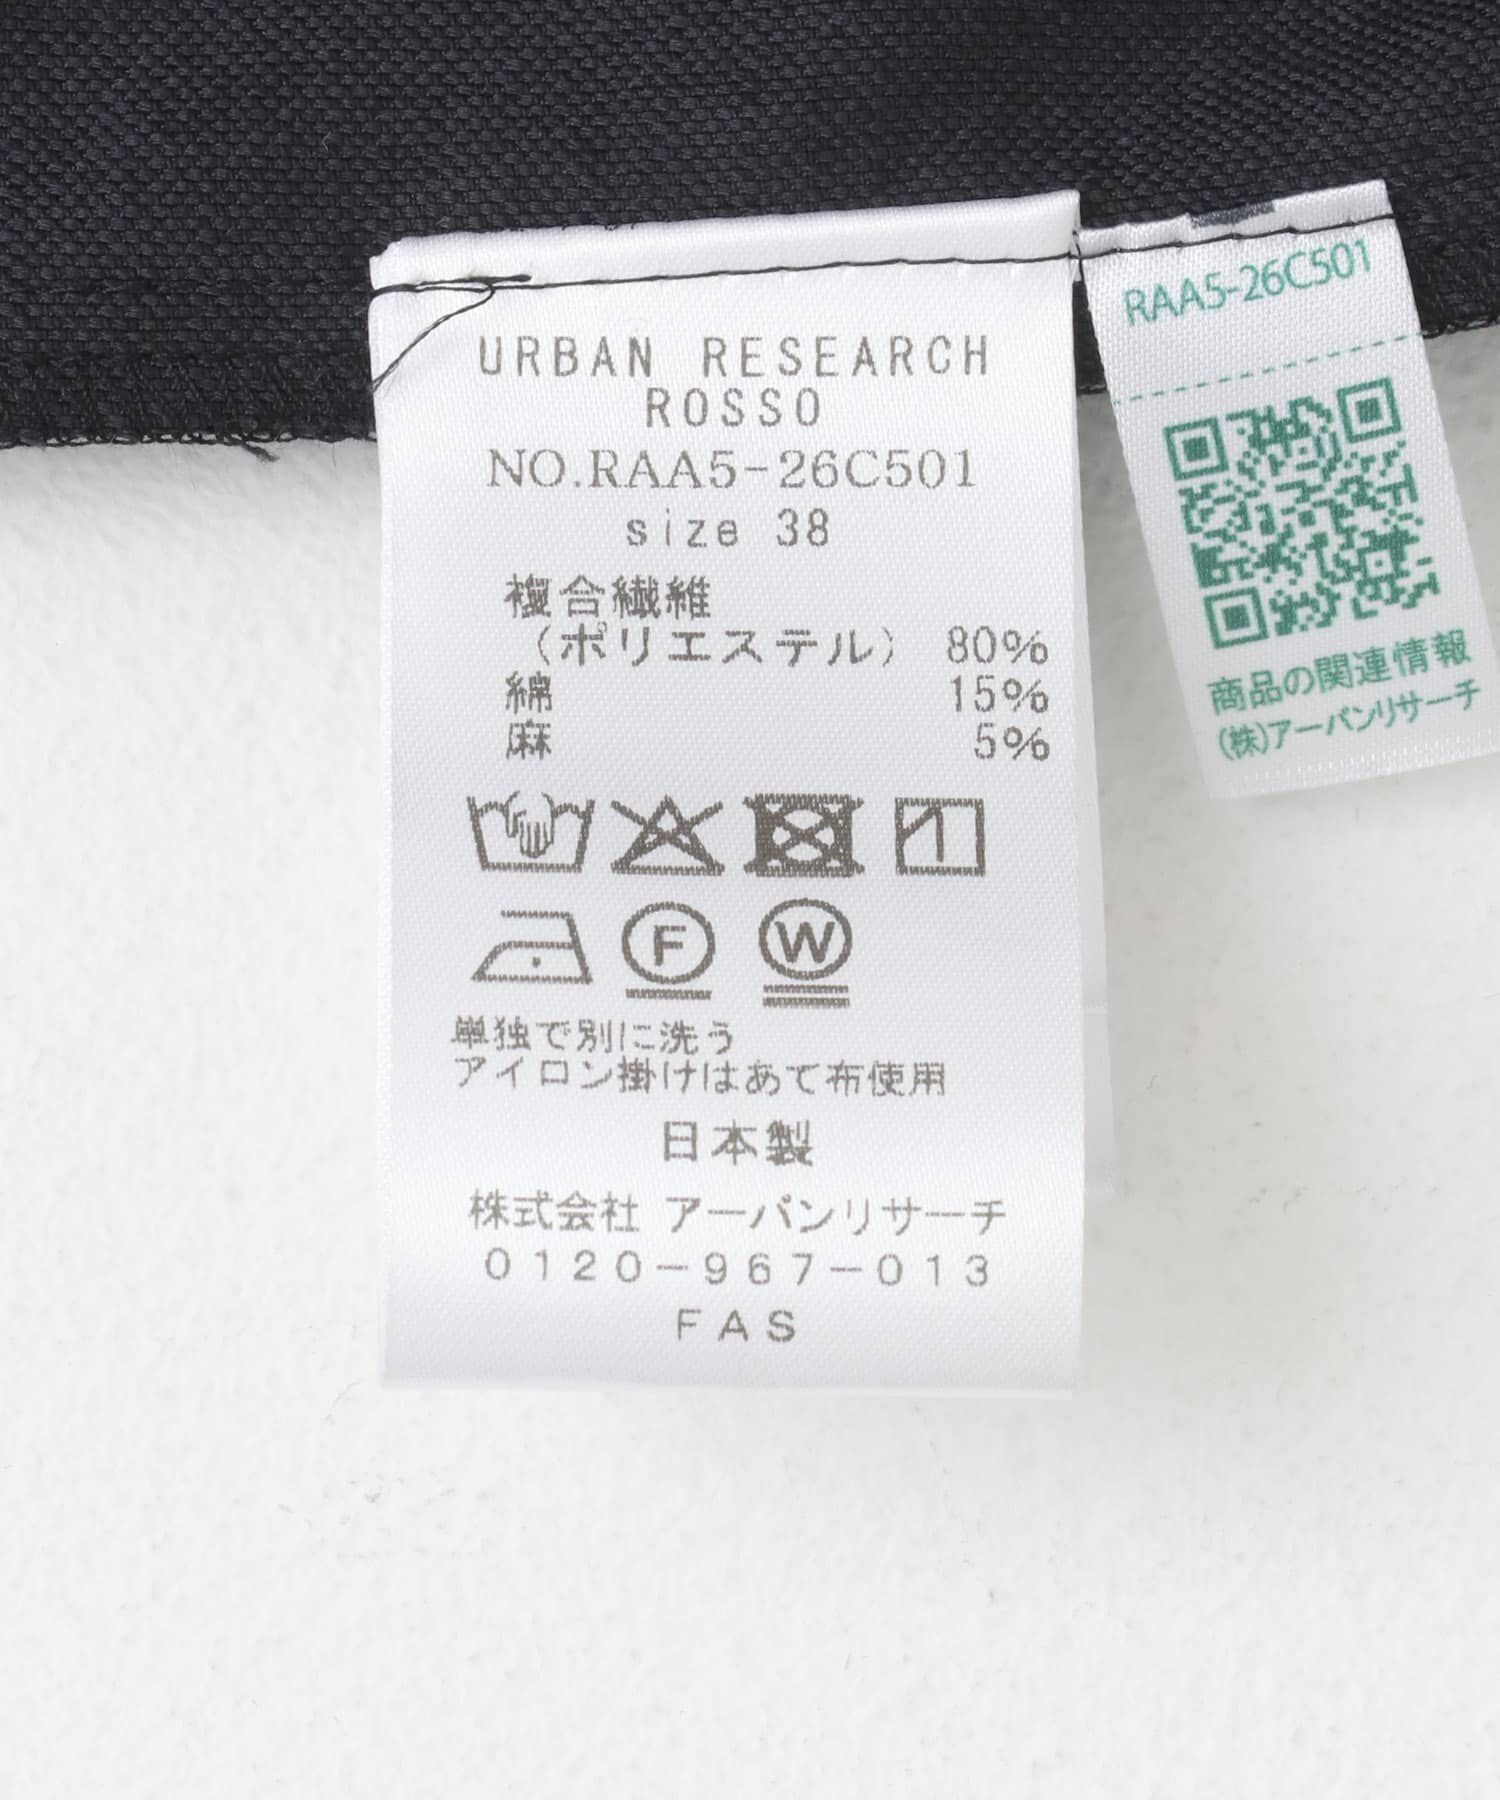 URBAN RESEARCH
ROSSO
NO.RAA5-26C501
size 38
複合繊維
(ポリエステル) 80%
綿 15%
麻 5%
F W
単独で別に洗う
アイロン掛けはあて布使用
日本製
株式会社 アーバンリサーチ
0120-967-013
FAS
RAA5-26C501
商品の関連情報
(株)アーバンリサーチ